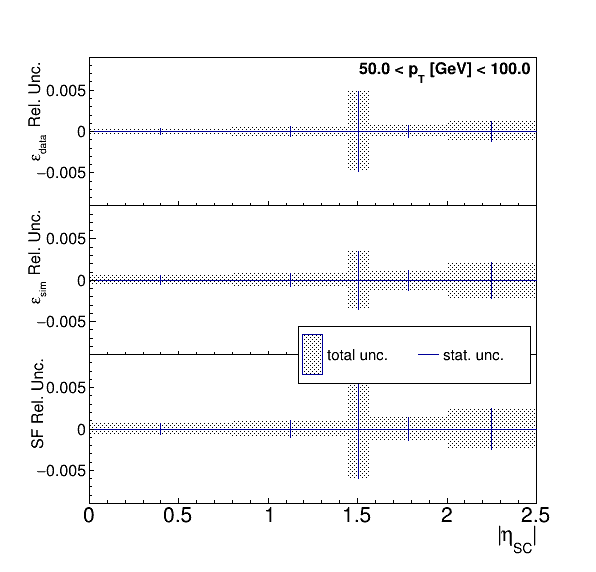 50.0 < p_T [GeV] < 100.0
ε_data Rel. Unc.
0.005
0
−0.005
ε_sim Rel. Unc.
0.005
0
−0.005
total unc. stat. unc.
SF Rel. Unc.
0.005
0
−0.005
0 0.5 1 1.5 2 2.5
|η_SC|